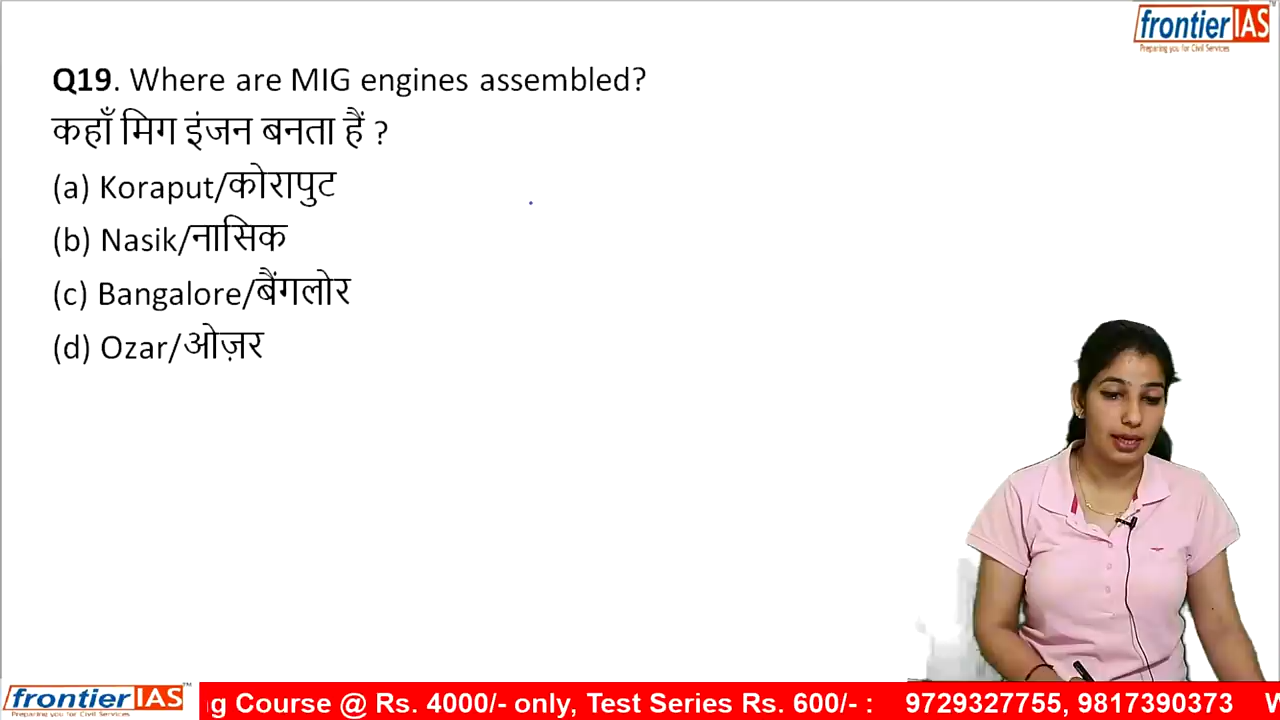 frontier IAS
Preparing you for Civil Services
Q19. Where are MIG engines assembled?
कहाँ मिग इंजन बनता हैं ?
(a) Koraput/कोरापुट
(b) Nasik/नासिक
(c) Bangalore/बैंगलोर
(d) Ozar/ओज़र
frontier IAS™
Preparing you for Civil Services
g Course @ Rs. 4000/- only, Test Series Rs. 600/- : 9729327755, 9817390373 W